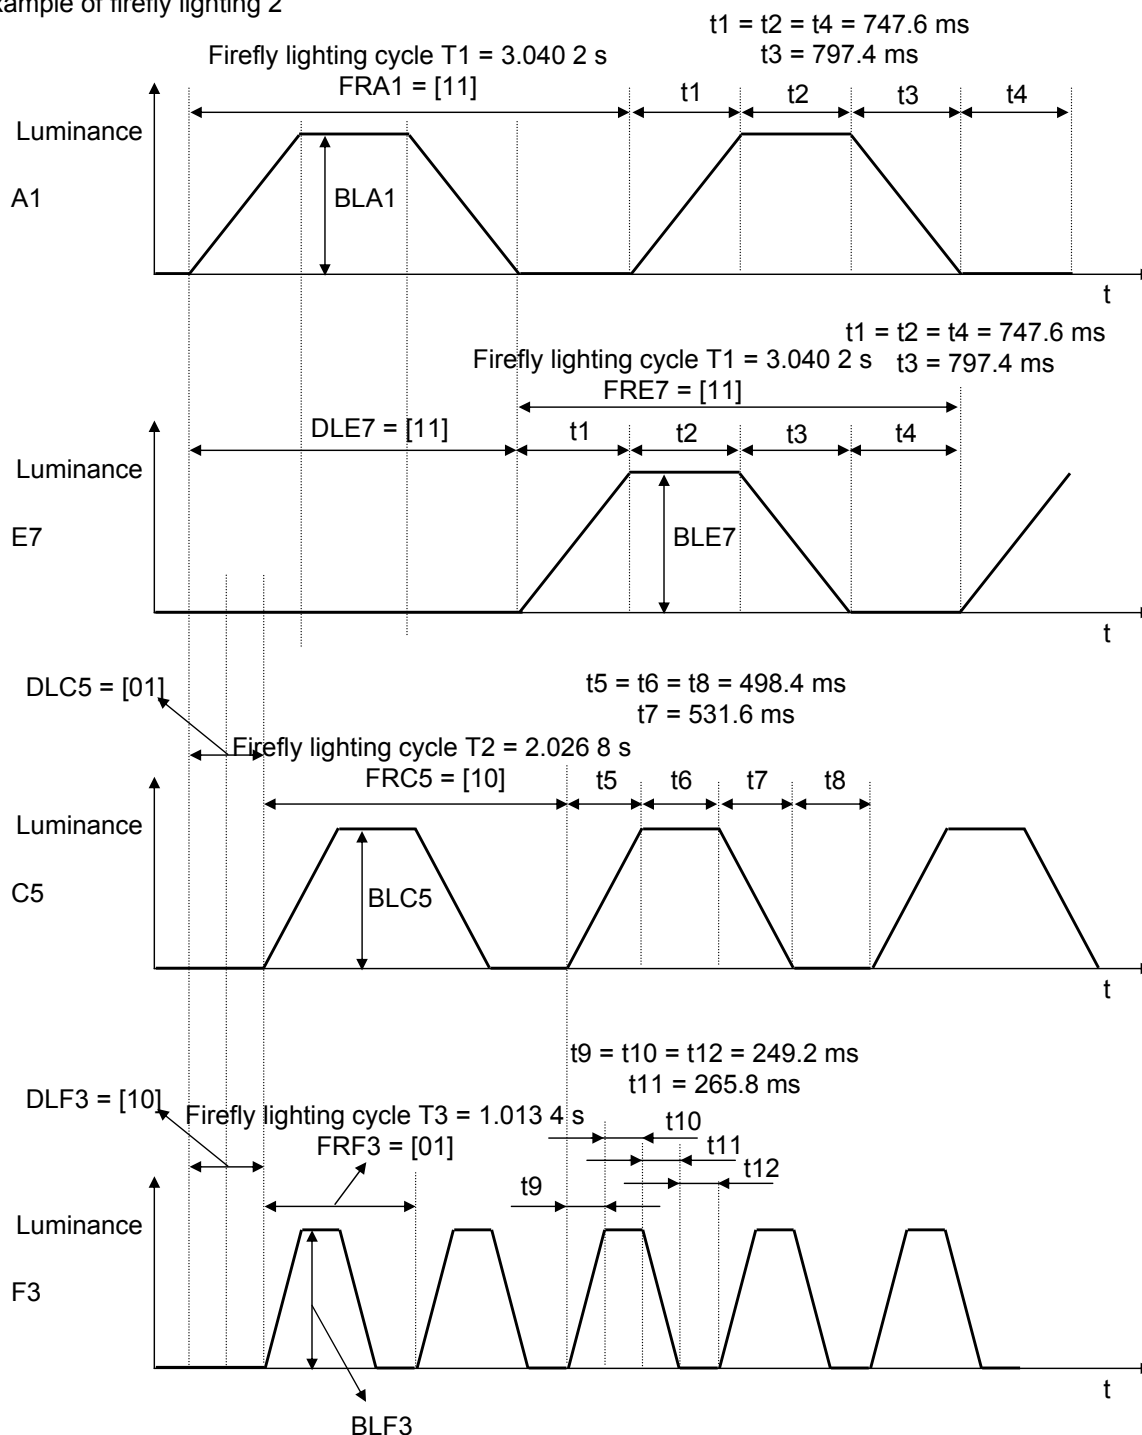 xample of firefly lighting 2
t1 = t2 = t4 = 747.6 ms
t3 = 797.4 ms
Firefly lighting cycle T1 = 3.040 2 s
FRA1 = [11]
t1
t2
t3
t4
Luminance
A1
BLA1
t
t1 = t2 = t4 = 747.6 ms
t3 = 797.4 ms
Firefly lighting cycle T1 = 3.040 2 s
FRE7 = [11]
DLE7 = [11]
t1
t2
t3
t4
Luminance
E7
BLE7
t
DLC5 = [01]
t5 = t6 = t8 = 498.4 ms
t7 = 531.6 ms
Firefly lighting cycle T2 = 2.026 8 s
FRC5 = [10]
t5
t6
t7
t8
Luminance
C5
BLC5
t
t9 = t10 = t12 = 249.2 ms
t11 = 265.8 ms
DLF3 = [10]
Firefly lighting cycle T3 = 1.013 4 s
FRF3 = [01]
t10
t11
t12
t9
Luminance
F3
t
BLF3